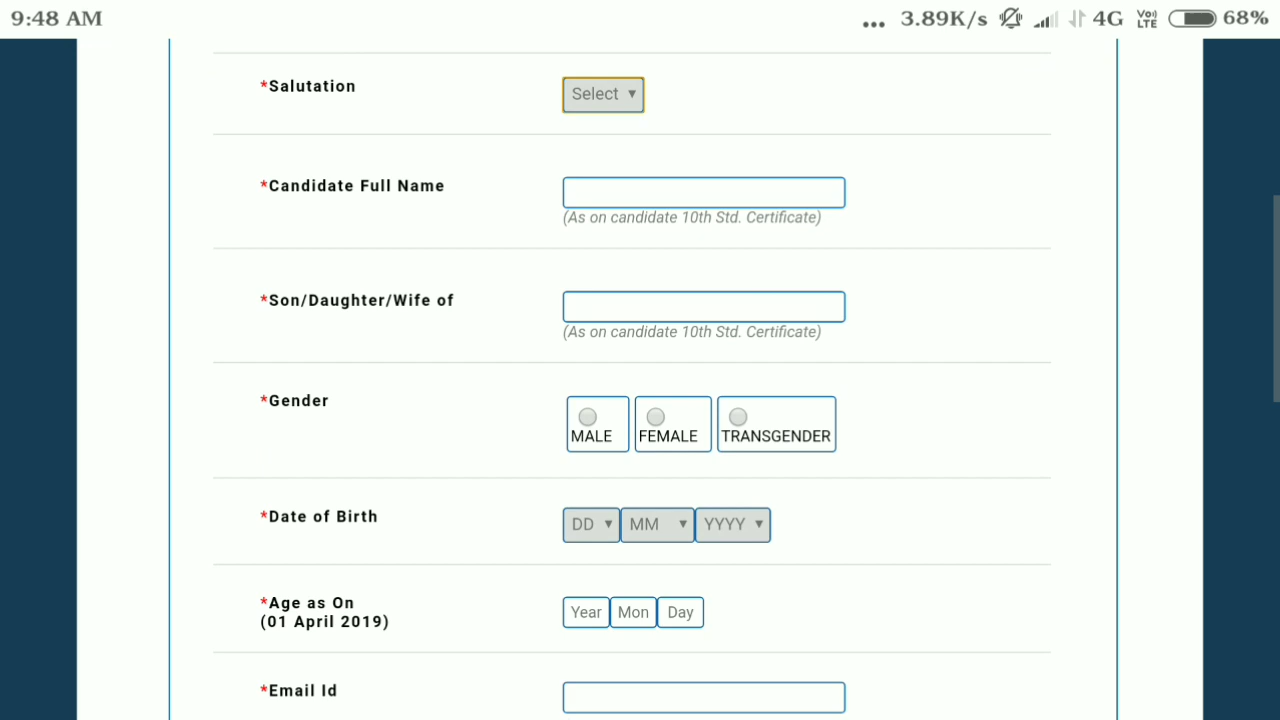 9:48 AM ... 3.89K/s 4G Vo)) LTE 68%
*Salutation Select ▼
*Candidate Full Name
(As on candidate 10th Std. Certificate)
*Son/Daughter/Wife of
(As on candidate 10th Std. Certificate)
*Gender
MALE FEMALE TRANSGENDER
*Date of Birth DD ▼ MM ▼ YYYY ▼
*Age as On
(01 April 2019) Year Mon Day
*Email Id